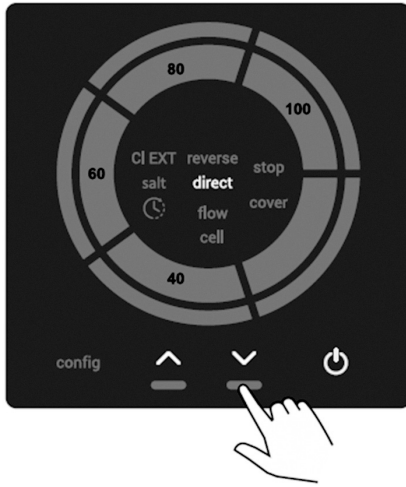 80
100
60
Cl EXT reverse
stop
salt direct
cover
flow
cell
40
config